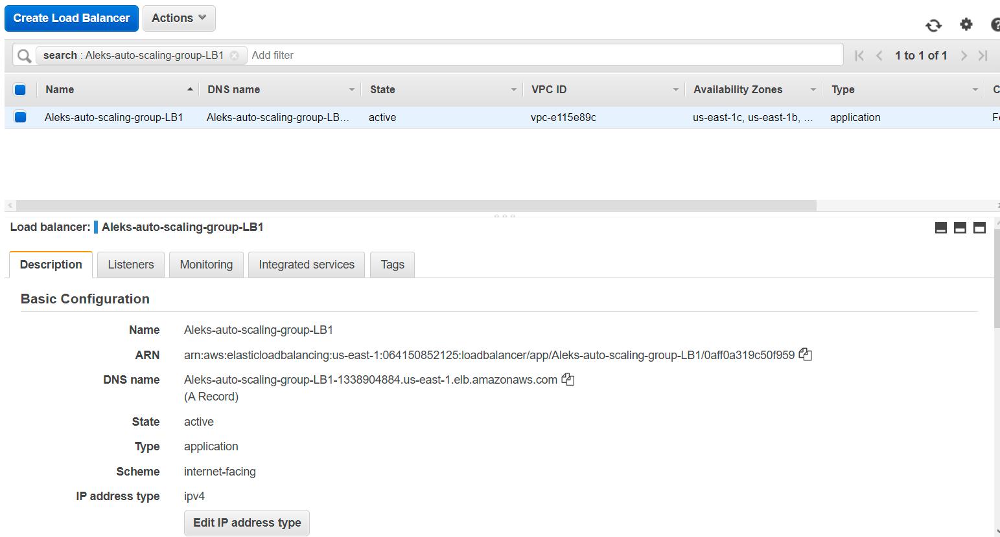 Create Load Balancer Actions
search : Aleks-auto-scaling-group-LB1 Add filter 1 to 1 of 1
Name DNS name State VPC ID Availability Zones Type C
Aleks-auto-scaling-group-LB1 Aleks-auto-scaling-group-LB... active vpc-e115e89c us-east-1c, us-east-1b, ... application
Load balancer: Aleks-auto-scaling-group-LB1
Description Listeners Monitoring Integrated services Tags
Basic Configuration
Name Aleks-auto-scaling-group-LB1
ARN arn:aws:elasticloadbalancing:us-east-1:064150852125:loadbalancer/app/Aleks-auto-scaling-group-LB1/0aff0a319c50f959
DNS name Aleks-auto-scaling-group-LB1-1338904884.us-east-1.elb.amazonaws.com
(A Record)
State active
Type application
Scheme internet-facing
IP address type ipv4
Edit IP address type